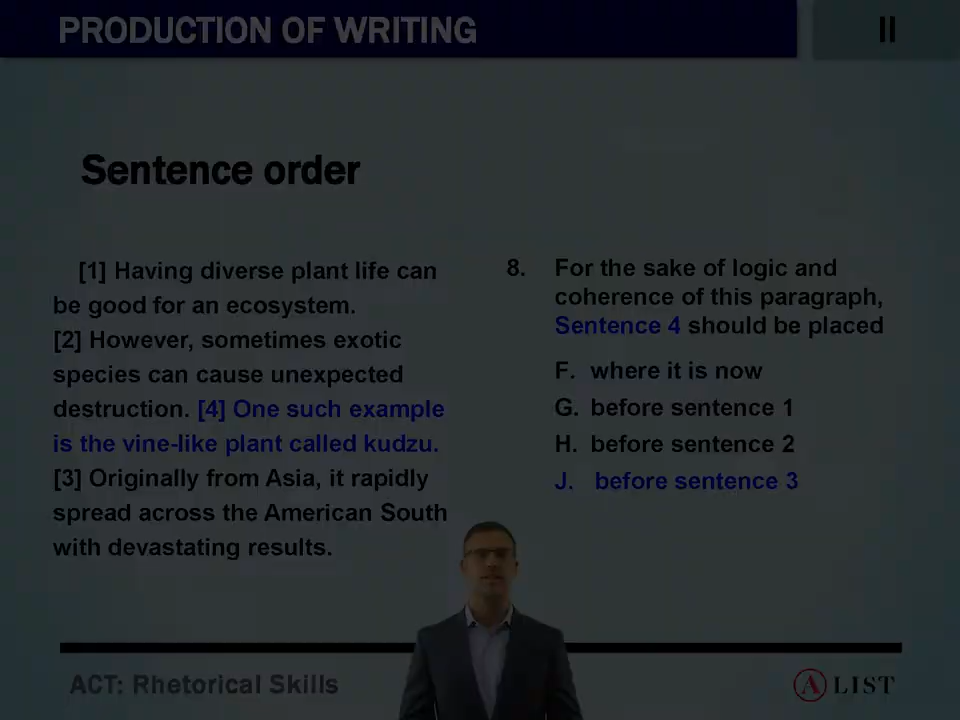 PRODUCTION OF WRITING
II
Sentence order
[1] Having diverse plant life can
be good for an ecosystem.
[2] However, sometimes exotic
species can cause unexpected
destruction. [4] One such example
is the vine-like plant called kudzu.
[3] Originally from Asia, it rapidly
spread across the American South
with devastating results.
8. For the sake of logic and
coherence of this paragraph,
Sentence 4 should be placed
F. where it is now
G. before sentence 1
H. before sentence 2
J. before sentence 3
ACT: Rhetorical Skills
A LIST